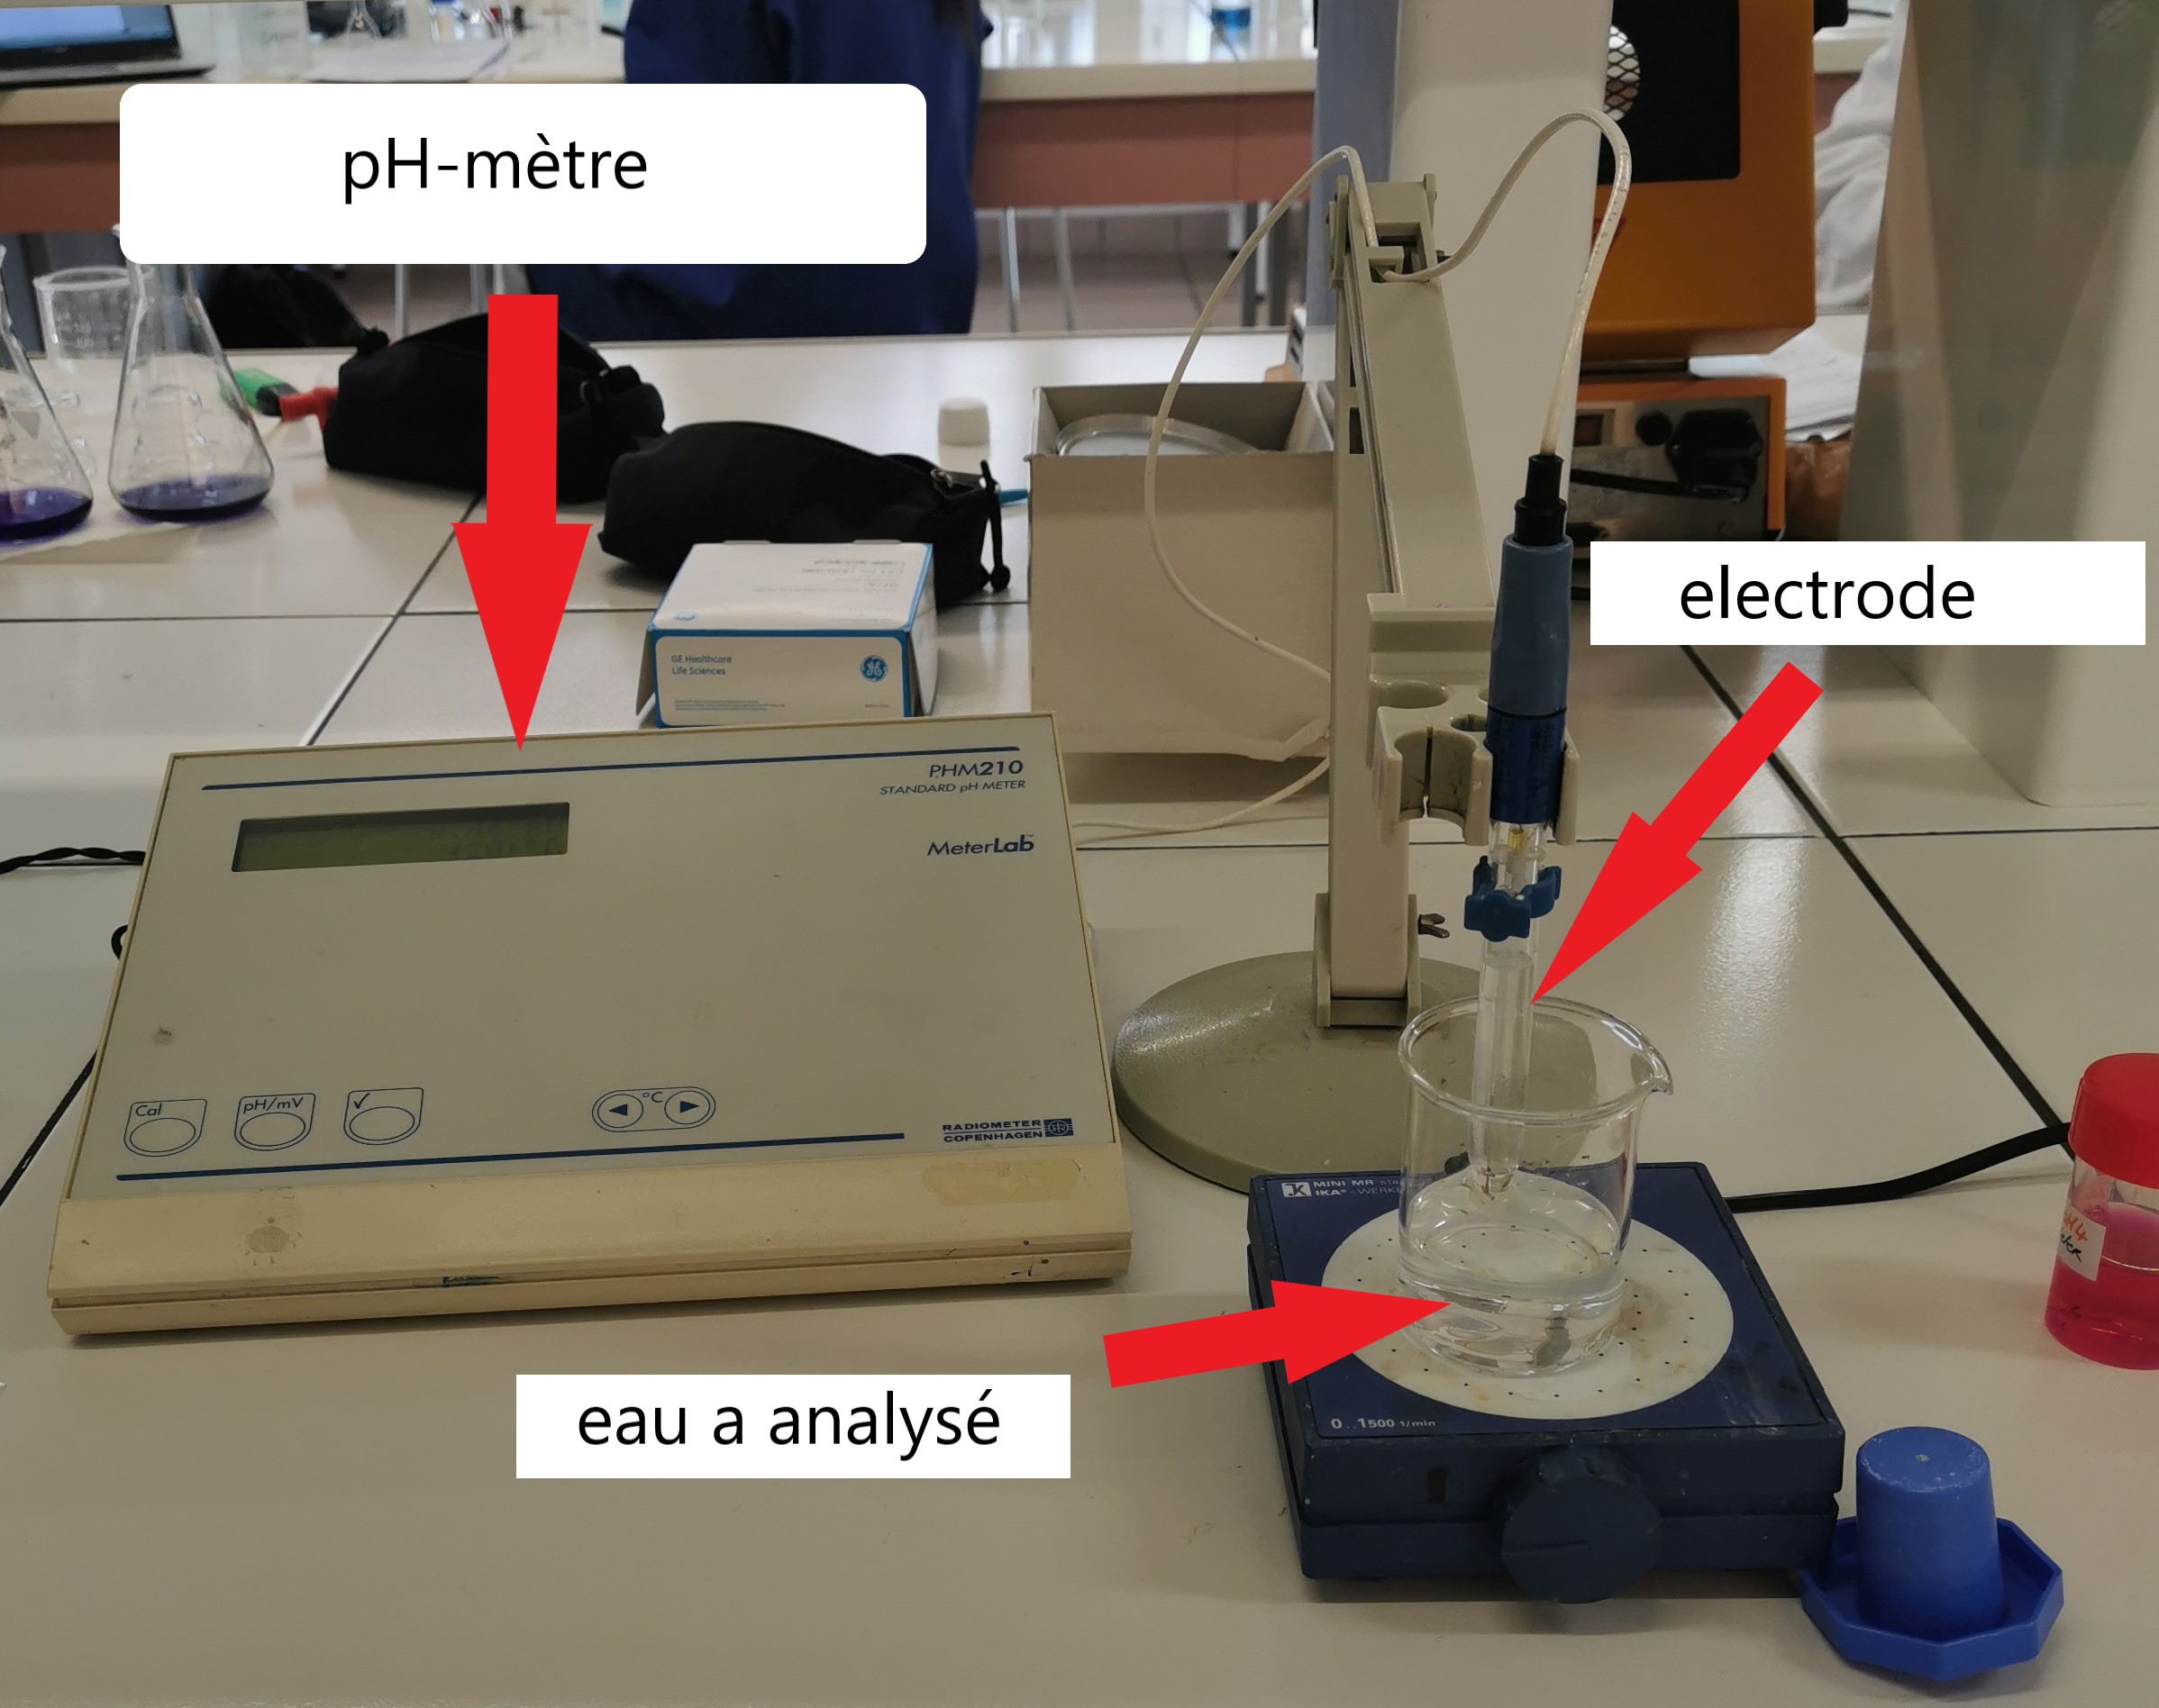 pH-mètre
electrode
GE Healthcare
Life Sciences
PHM210
STANDARD pH METER
MeterLab™
Cal
pH/mV
✓
°C
RADIOMETER
COPENHAGEN
MINI MR
IKA® - WERKE
0...1500 1/min
eau a analysé